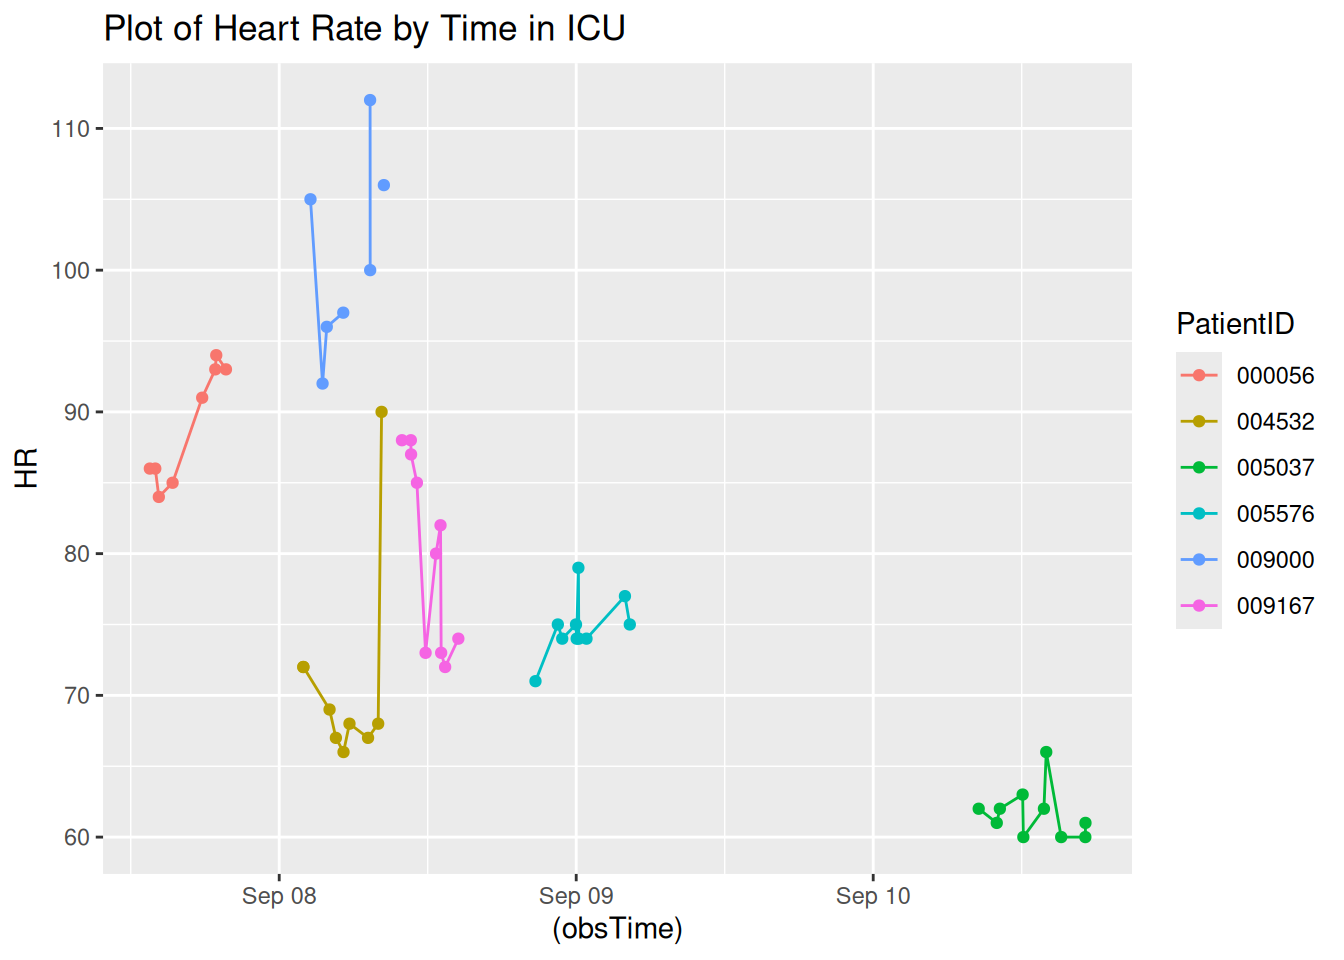 Plot of Heart Rate by Time in ICU
110
100
90
80
70
60
HR
Sep 08
Sep 09
Sep 10
(obsTime)
PatientID
000056
004532
005037
005576
009000
009167